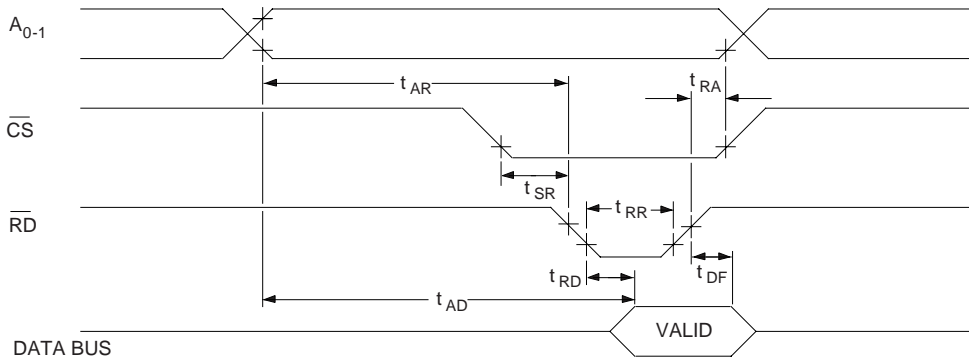 A0-1
tAR
tRA
CS
tSR
RD
tRR
tRD
tDF
tAD
VALID
DATA BUS